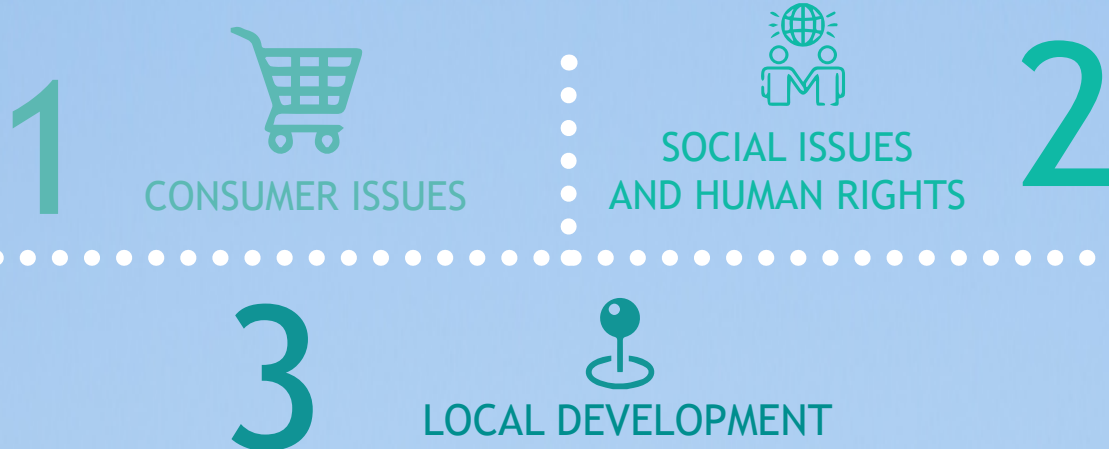 1
CONSUMER ISSUES
SOCIAL ISSUES
AND HUMAN RIGHTS
2
3
LOCAL DEVELOPMENT